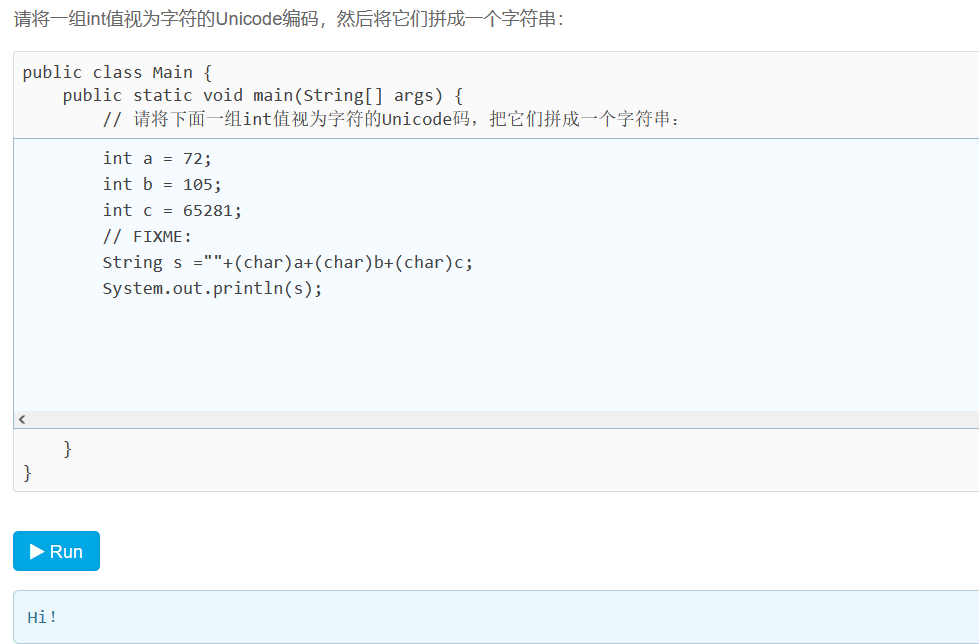 请将一组int值视为字符的Unicode编码，然后将它们拼成一个字符串：
public class Main {
    public static void main(String[] args) {
        // 请将下面一组int值视为字符的Unicode码，把它们拼成一个字符串：
        int a = 72;
        int b = 105;
        int c = 65281;
        // FIXME:
        String s =""+(char)a+(char)b+(char)c;
        System.out.println(s);
    }
}
Run
Hi！